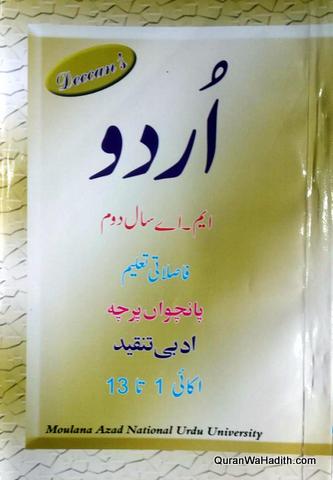 Deccan's
اُردو
ایم۔اے سال دوم
فاصلاتی تعلیم
پانچواں پرچہ
ادبی تنقید
اکائی 1 تا 13
Moulana Azad National Urdu University
QuranWaHadith.com